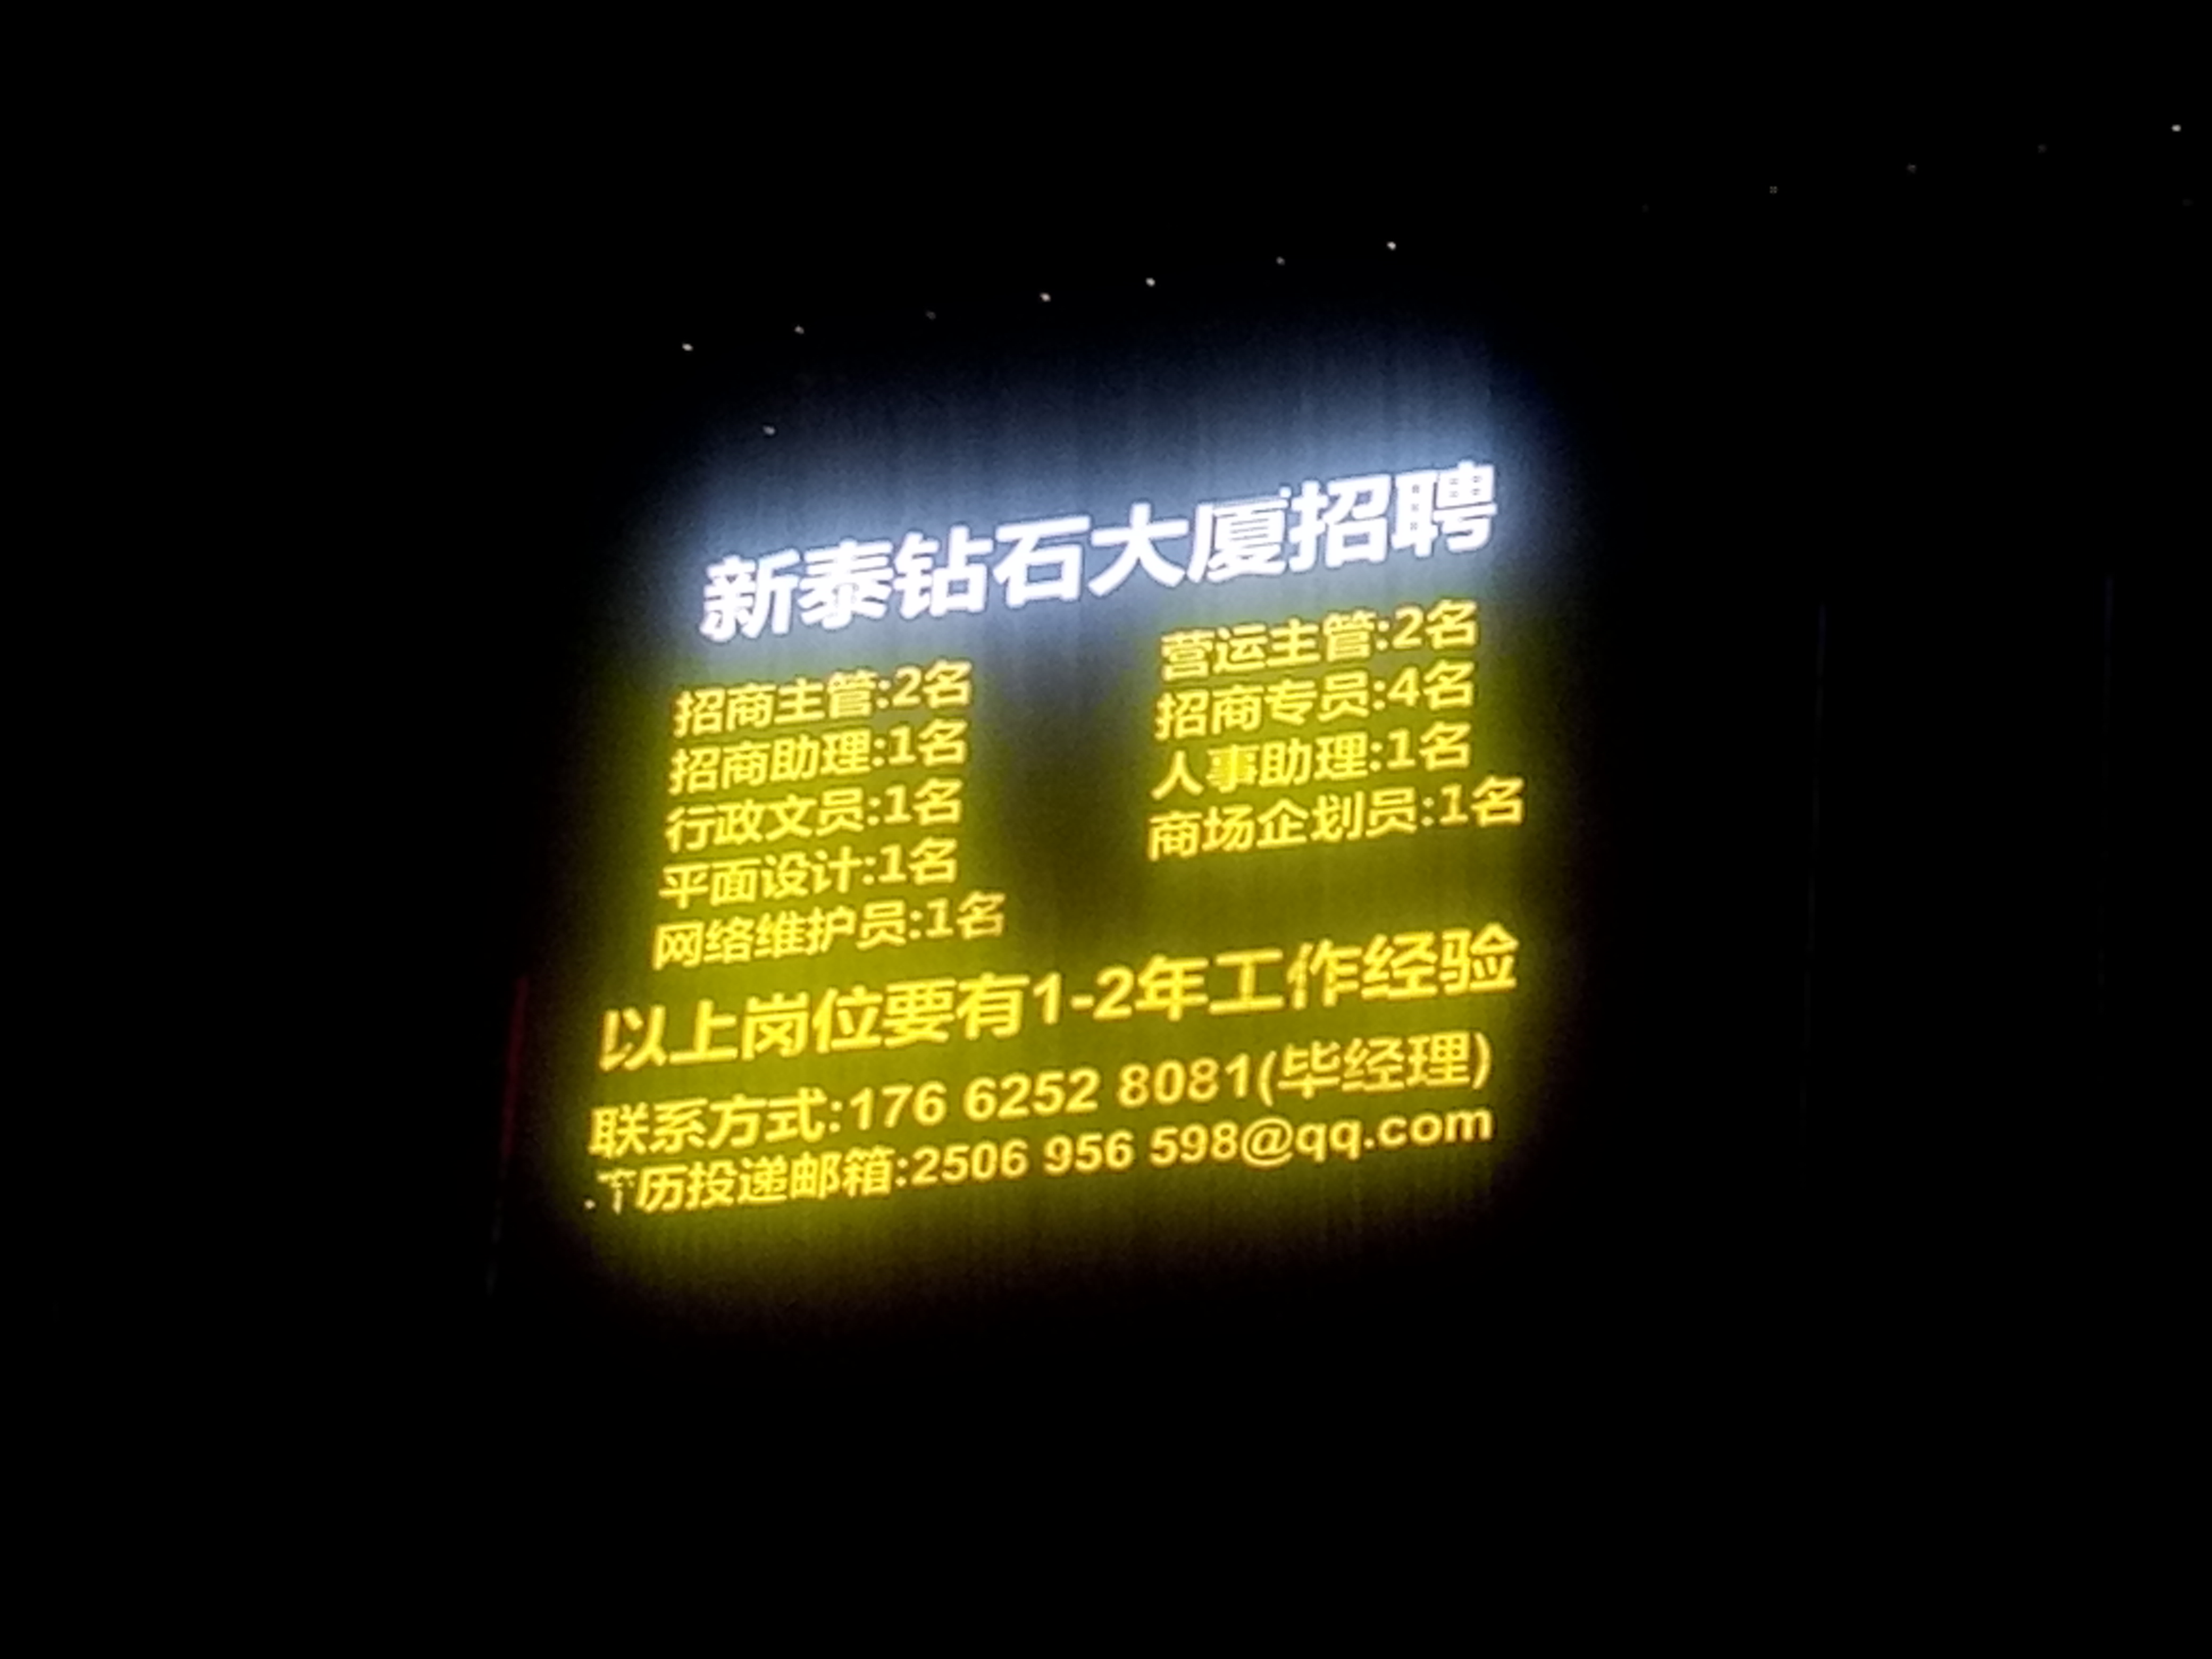 新泰钻石大厦招聘
招商主管:2名
招商助理:1名
行政文员:1名
平面设计:1名
网络维护员:1名
营运主管:2名
招商专员:4名
人事助理:1名
商场企划员:1名
以上岗位要有1-2年工作经验
联系方式:176 6252 8081(毕经理)
历投递邮箱:2506 956 598@qq.com